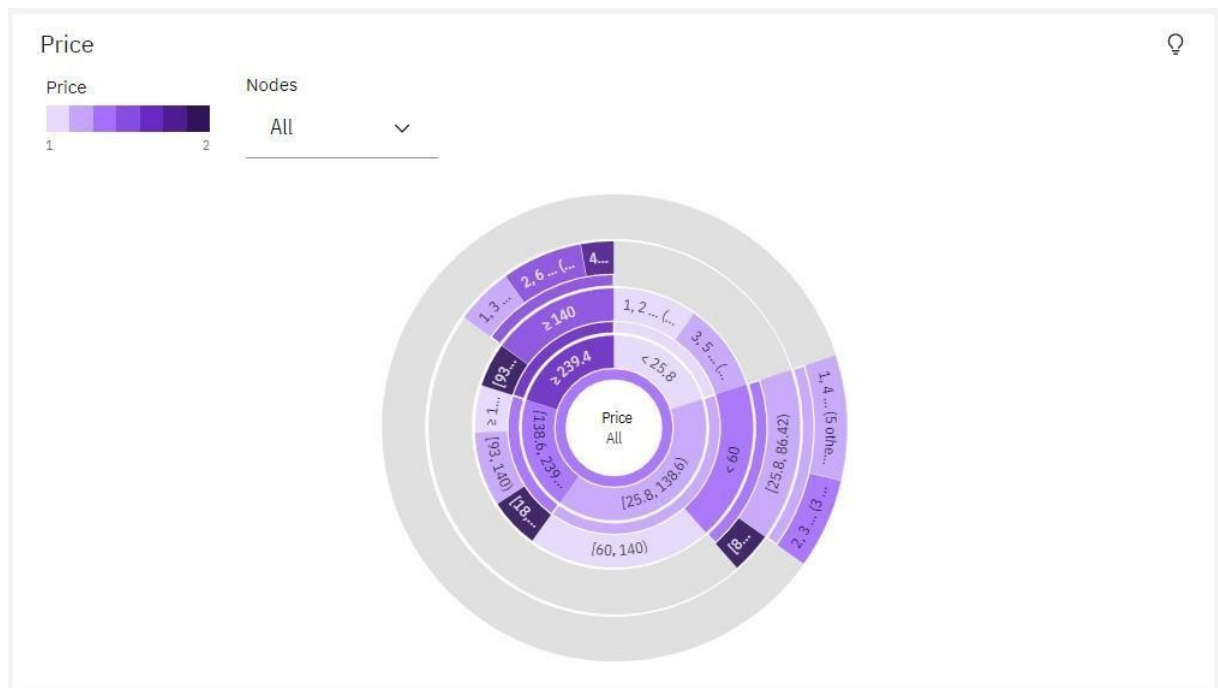 Price
Price
1
2
Nodes
All
Price
All
< 25.8
[25.8, 138.6)
[138.6, 239 ...
≥ 239.4
1, 2 ... (...
3, 5 ... (...
< 60
[60, 140)
[18,...
[93, 140)
≥ 1...
[93...
≥ 140
[25.8, 86.42)
[8...
1, 3 ...
2, 6 ... (...
4...
1, 4 ... (5 othe...
2, 3 ... (3 ...